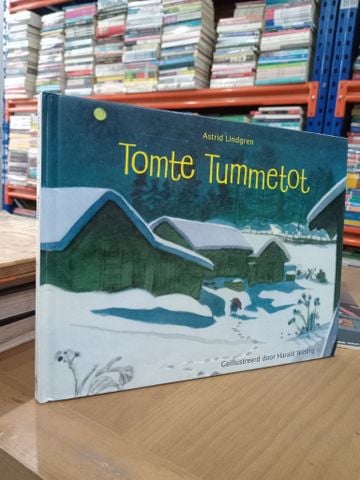 Astrid Lindgren
Tomte Tummetot
Geïllustreerd door Harald Wiberg